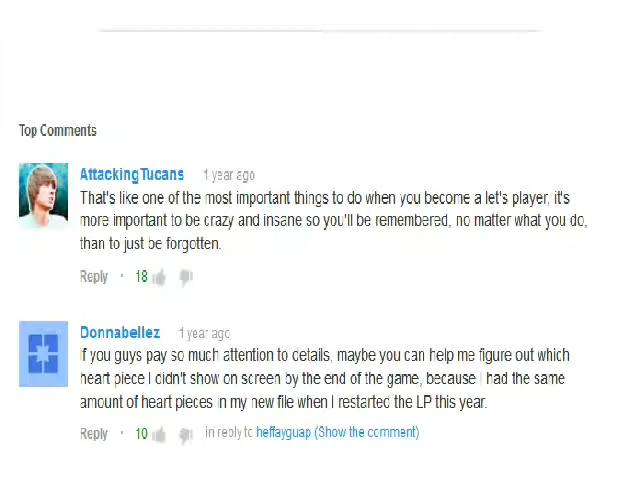 Top Comments
AttackingTucans 1 year ago
That's like one of the most important things to do when you become a let's player, it's
more important to be crazy and insane so you'll be remembered, no matter what you do,
than to just be forgotten.
Reply · 18
Donnabellez 1 year ago
If you guys pay so much attention to details, maybe you can help me figure out which
heart piece I didn't show on screen by the end of the game, because I had the same
amount of heart pieces in my new file when I restarted the LP this year.
Reply · 10 in reply to heffayguap (Show the comment)